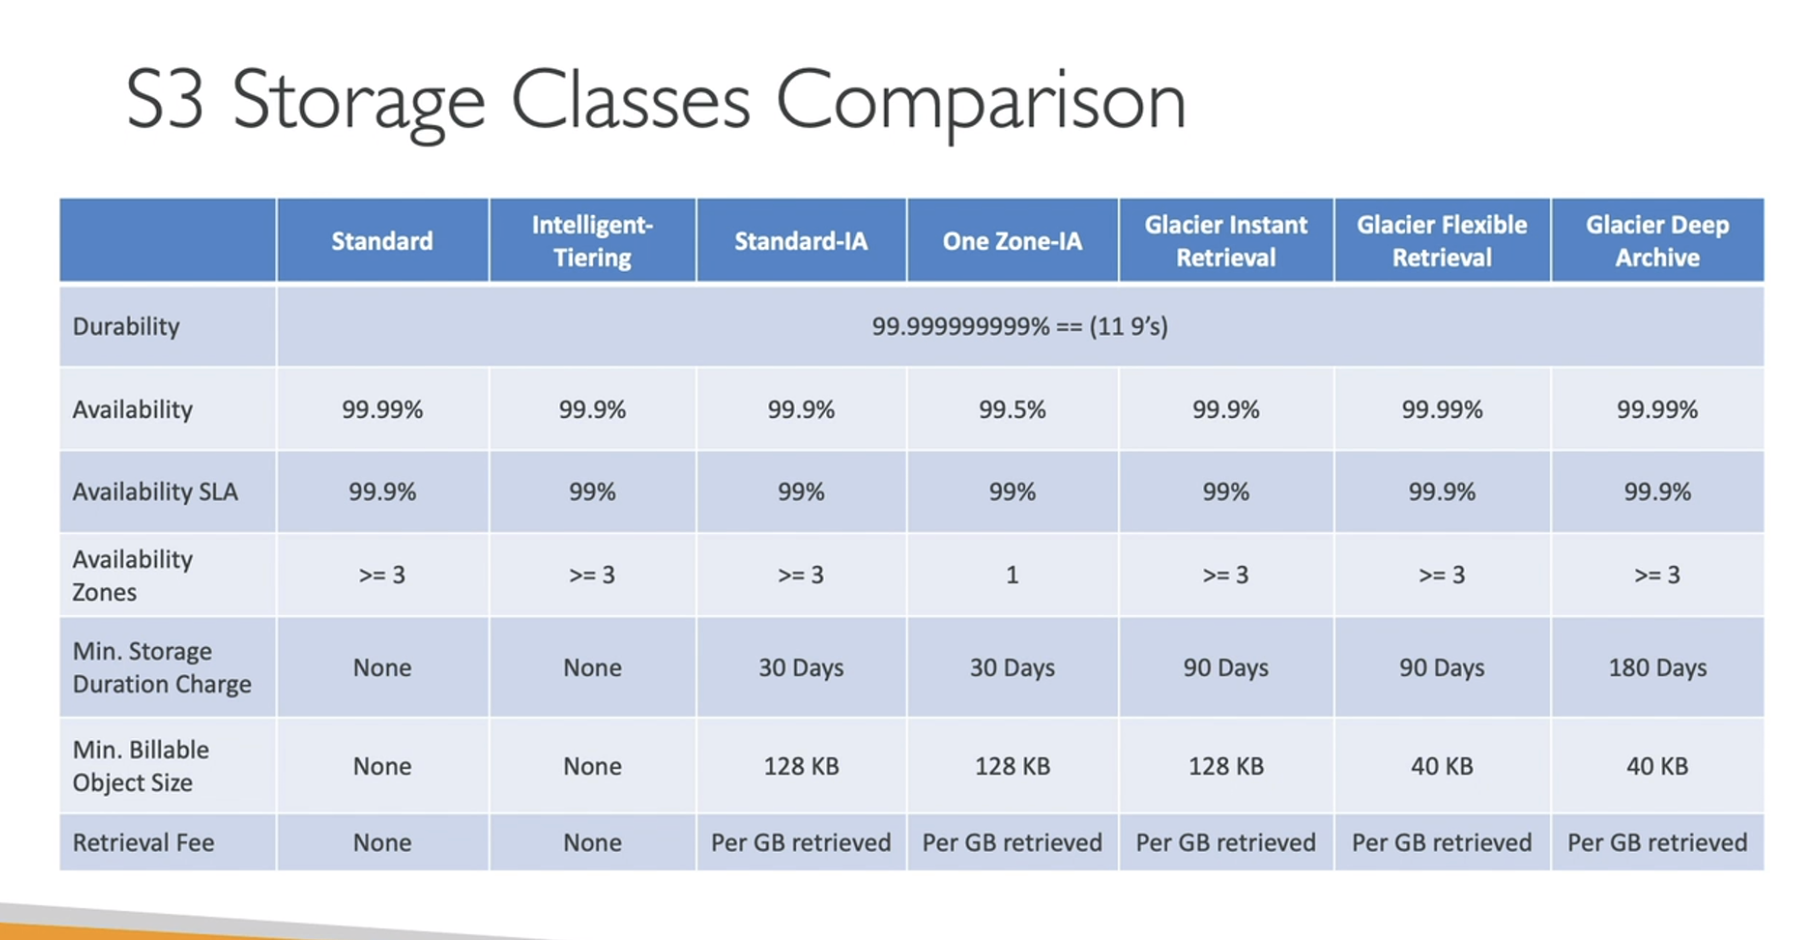 S3 Storage Classes Comparison
Standard
Intelligent-
Tiering
Standard-IA
One Zone-IA
Glacier Instant
Retrieval
Glacier Flexible
Retrieval
Glacier Deep
Archive
Durability
99.999999999% == (11 9’s)
Availability
99.99%
99.9%
99.9%
99.5%
99.9%
99.99%
99.99%
Availability SLA
99.9%
99%
99%
99%
99%
99.9%
99.9%
Availability
Zones
>= 3
>= 3
>= 3
1
>= 3
>= 3
>= 3
Min. Storage
Duration Charge
None
None
30 Days
30 Days
90 Days
90 Days
180 Days
Min. Billable
Object Size
None
None
128 KB
128 KB
128 KB
40 KB
40 KB
Retrieval Fee
None
None
Per GB retrieved
Per GB retrieved
Per GB retrieved
Per GB retrieved
Per GB retrieved